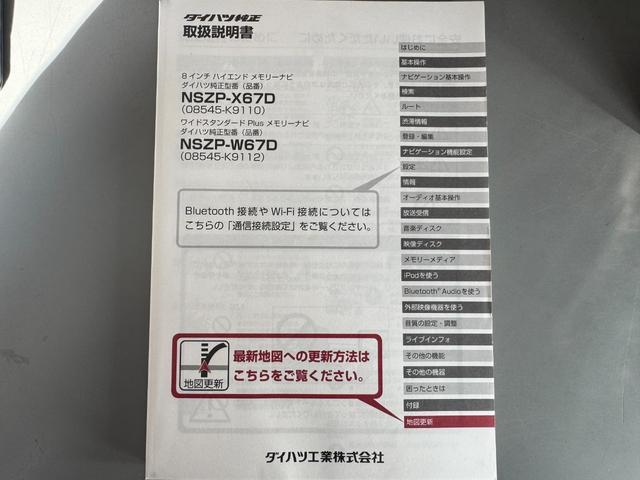 ダイハツ純正
取扱説明書
8インチ ハイエンド メモリーナビ
ダイハツ純正型番（品番）
NSZP-X67D
(08545-K9110)
ワイドスタンダード Plus メモリーナビ
ダイハツ純正型番（品番）
NSZP-W67D
(08545-K9112)
Bluetooth 接続や Wi-Fi 接続については
こちらの「通信接続設定」をご覧ください。
地図更新
最新地図への更新方法は
こちらをご覧ください。
ダイハツ工業株式会社
はじめに
基本操作
ナビゲーション基本操作
検索
ルート
渋滞情報
登録・編集
ナビゲーション機能設定
設定
情報
オーディオ基本操作
放送受信
音楽ディスク
映像ディスク
メモリーメディア
iPodを使う
Bluetooth® Audioを使う
外部映像機器を使う
音質の設定・調整
ライブインフォ
その他の機能
その他の機器
困ったときは
付録
地図更新